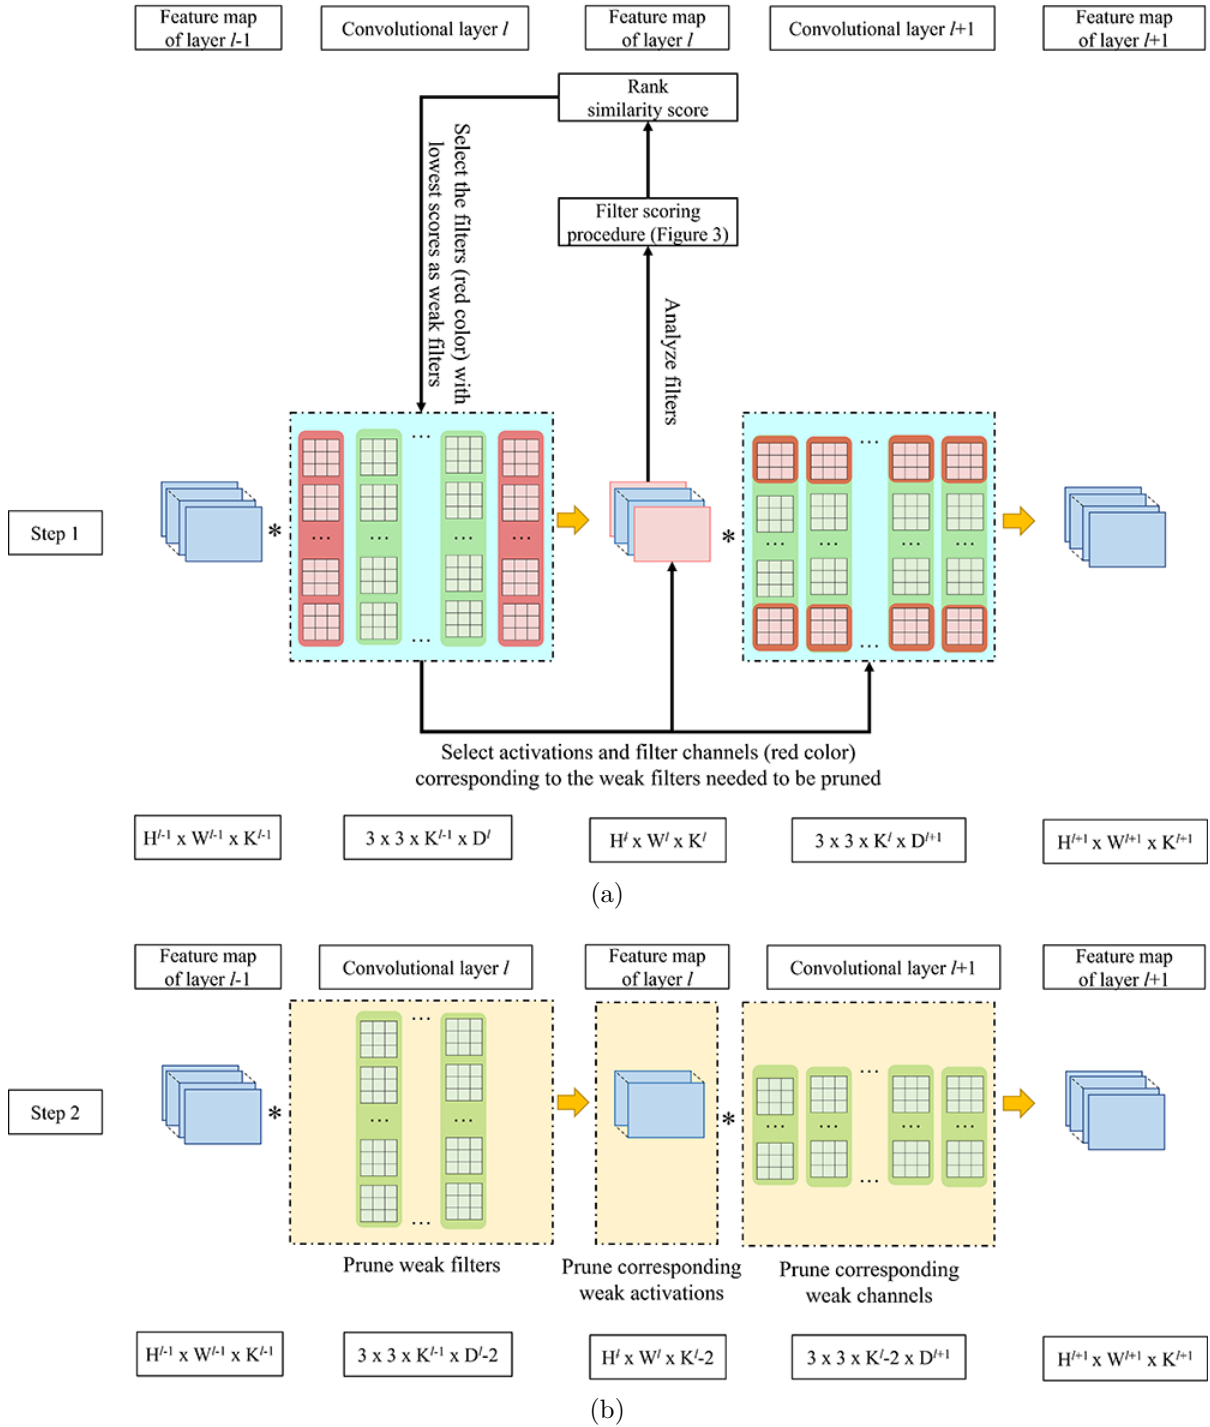 Feature map
of layer l-1
Convolutional layer l
Feature map
of layer l
Convolutional layer l+1
Feature map
of layer l+1
Rank
similarity score
Select the filters (red color) with
lowest scores as weak filters
Filter scoring
procedure (Figure 3)
Analyze filters
Step 1
...
...
...
...
...
...
...
...
*
*
...
...
...
...
Select activations and filter channels (red color)
corresponding to the weak filters needed to be pruned
H^{l-1} x W^{l-1} x K^{l-1}
3 x 3 x K^{l-1} x D^l
H^l x W^l x K^l
3 x 3 x K^l x D^{l+1}
H^{l+1} x W^{l+1} x K^{l+1}
(a)
Feature map
of layer l-1
Convolutional layer l
Feature map
of layer l
Convolutional layer l+1
Feature map
of layer l+1
Step 2
*
...
...
...
...
*
...
...
...
...
...
...
Prune weak filters
Prune corresponding
weak activations
Prune corresponding
weak channels
H^{l-1} x W^{l-1} x K^{l-1}
3 x 3 x K^{l-1} x D^l-2
H^l x W^l x K^l-2
3 x 3 x K^l-2 x D^{l+1}
H^{l+1} x W^{l+1} x K^{l+1}
(b)